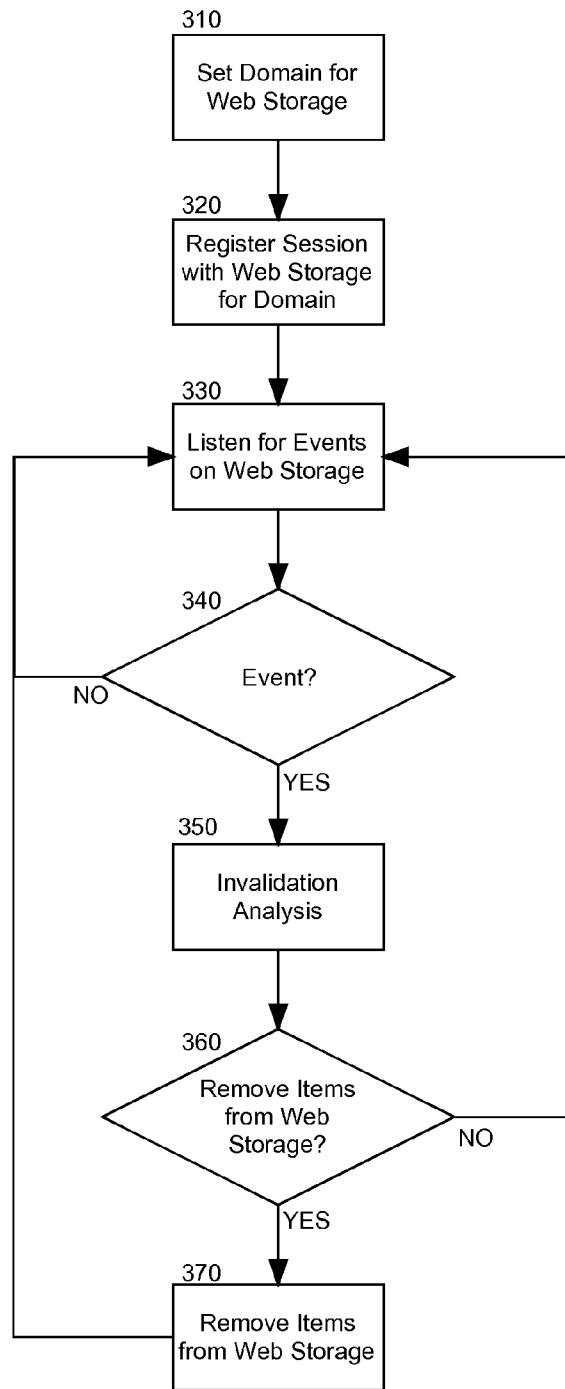 310
Set Domain for
Web Storage
320
Register Session
with Web Storage
for Domain
330
Listen for Events
on Web Storage
340
Event?
NO
YES
350
Invalidation
Analysis
360
Remove Items
from Web
Storage?
NO
YES
370
Remove Items
from Web Storage